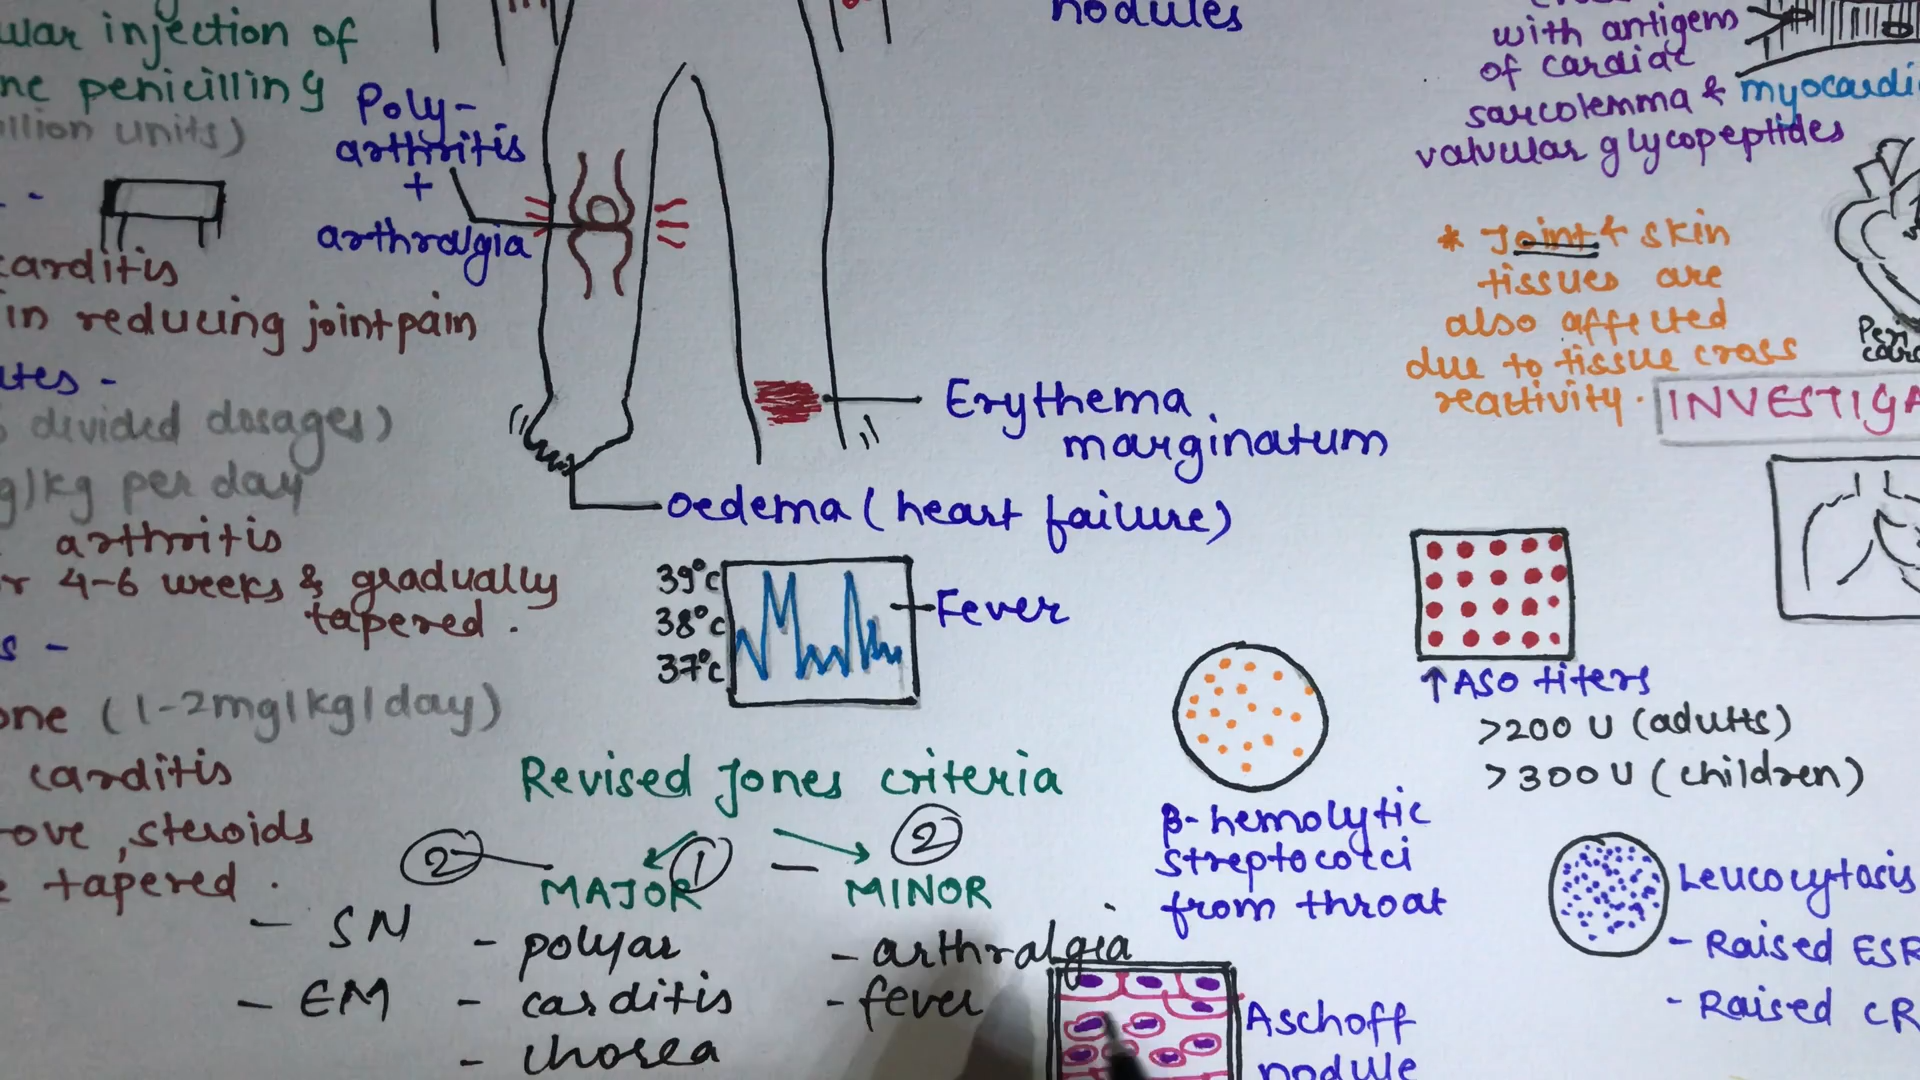 ular injection of
ne penicilling
illion units)
carditis
in reducing joint pain
utes -
divided dosages)
g/kg per day
arthritis
r 4-6 weeks & gradually
tapered.
s -
one (1-2mg/kg/day)
carditis
ove, steroids
tapered.
nodules
Poly-
arthritis
+
arthralgia
Erythema
marginatum
oedema (heart failure)
39°C
38°C
37°C
Fever
Revised Jones criteria
2
1
2
MAJOR
MINOR
- SN
- EM
- polyar
- carditis
- chorea
- arthralgia
- fever
with antigens
of cardiac
sarcolemma & myocardi
valvular glycopeptides
* Joint & skin
tissues are
also affected
due to tissue cross
reactivity.
Peri
card
INVESTIGA
↑ ASO titers
>200 U (adults)
>300 U (children)
β-hemolytic
streptococci
from throat
Leucocytosis
- Raised ESR
- Raised CR
Aschoff
nodule